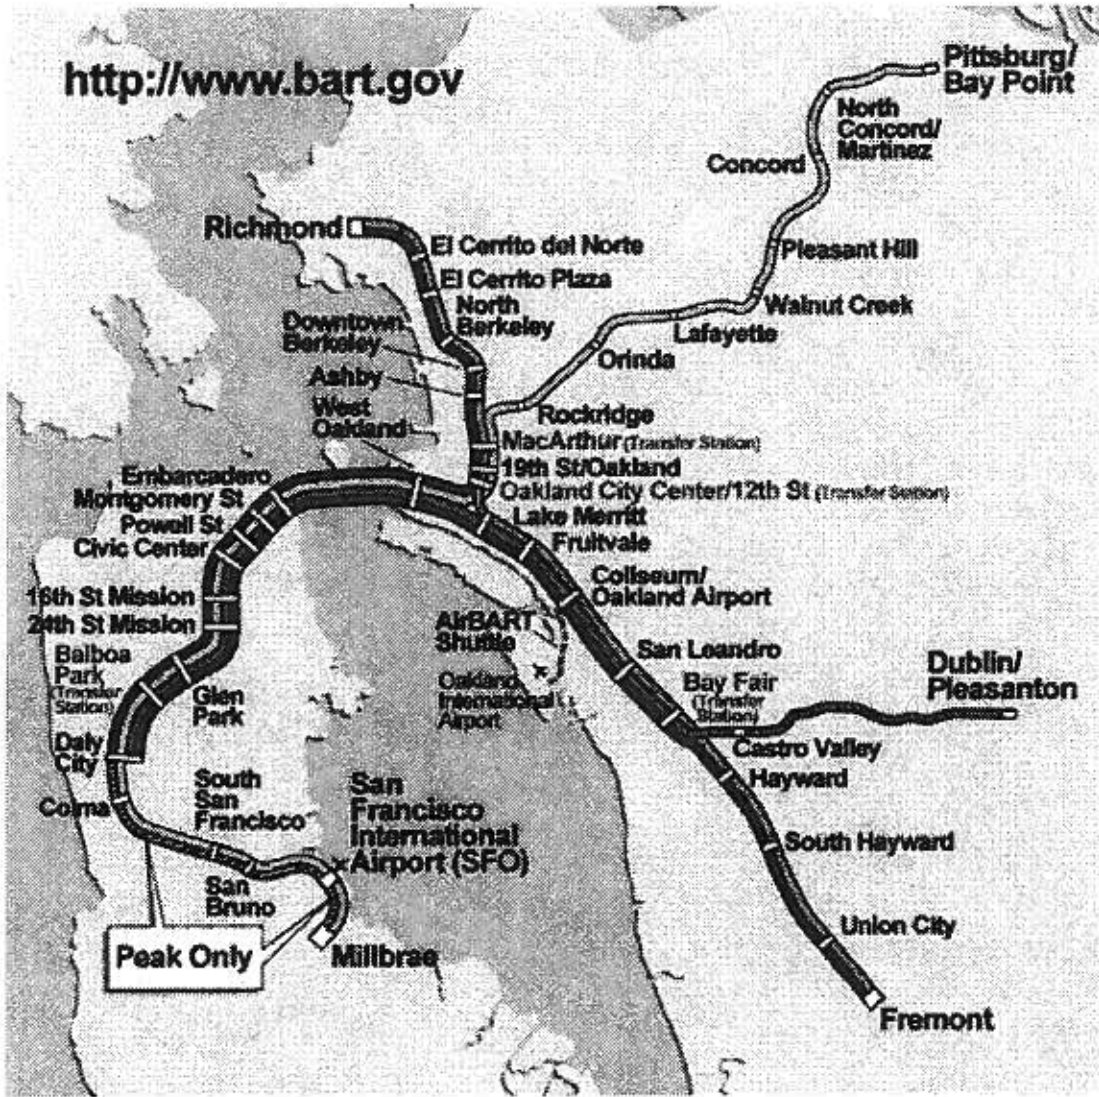 http://www.bart.gov
Pittsburg/
Bay Point
North
Concord/
Martinez
Concord
Richmond
El Cerrito del Norte
Pleasant Hill
El Cerrito Plaza
North
Berkeley
Walnut Creek
Downtown
Berkeley
Lafayette
Orinda
Ashby
West
Oakland
Rockridge
MacArthur (Transfer Station)
19th St/Oakland
Embarcadero
Montgomery St
Oakland City Center/12th St (Transfer Station)
Powell St
Lake Merritt
Civic Center
Fruitvale
Coliseum/
Oakland Airport
16th St Mission
24th St Mission
AirBART
Shuttle
San Leandro
Balboa
Park
(Transfer
Station)
Glen
Park
Oakland
International
Airport
Bay Fair
(Transfer
Station)
Dublin/
Pleasanton
Daly
City
Castro Valley
Hayward
Colma
South
San
Francisco
San
Francisco
International
Airport (SFO)
South Hayward
San
Bruno
Union City
Peak Only
Millbrae
Fremont